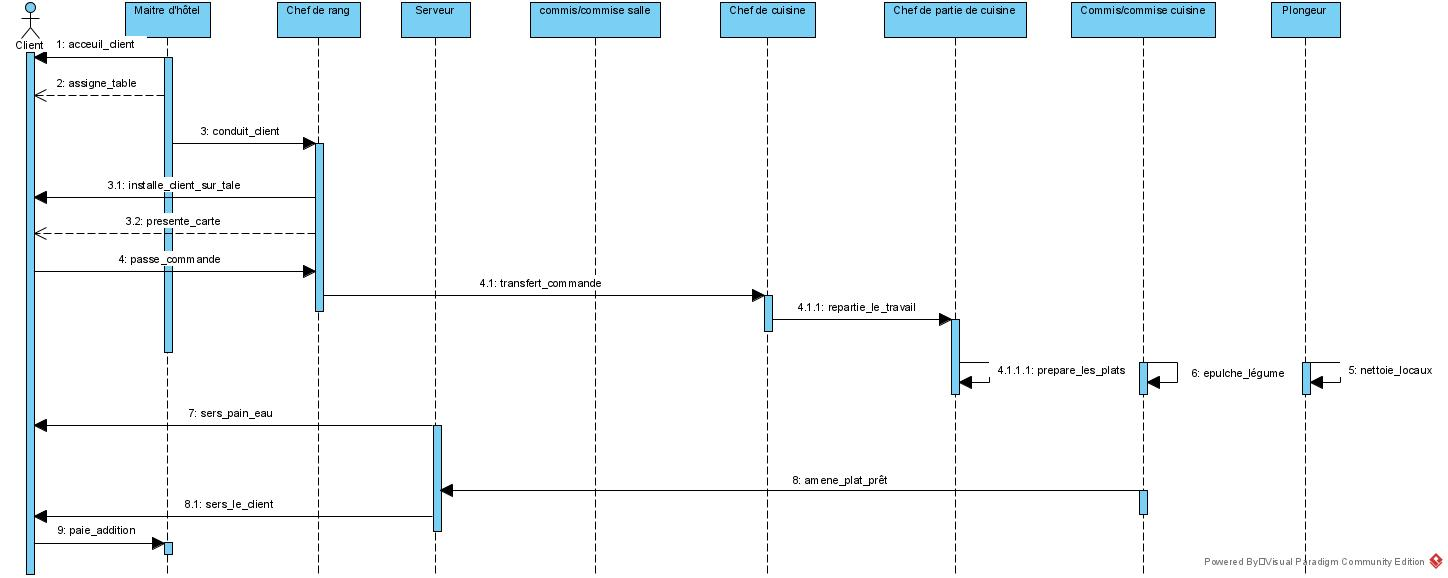 Maitre d'hôtel
Chef de rang
Serveur
commis/commise salle
Chef de cuisine
Chef de partie de cuisine
Commis/commise cuisine
Plongeur
Client
1: acceuil_client
2: assigne_table
3: conduit_client
3.1: installe_client_sur_tale
3.2: presente_carte
4: passe_commande
4.1: transfert_commande
4.1.1: repartie_le_travail
4.1.1.1: prepare_les_plats
6: epulche_légume
5: nettoie_locaux
7: sers_pain_eau
8: amene_plat_prêt
8.1: sers_le_client
9: paie_addition
Powered By Visual Paradigm Community Edition